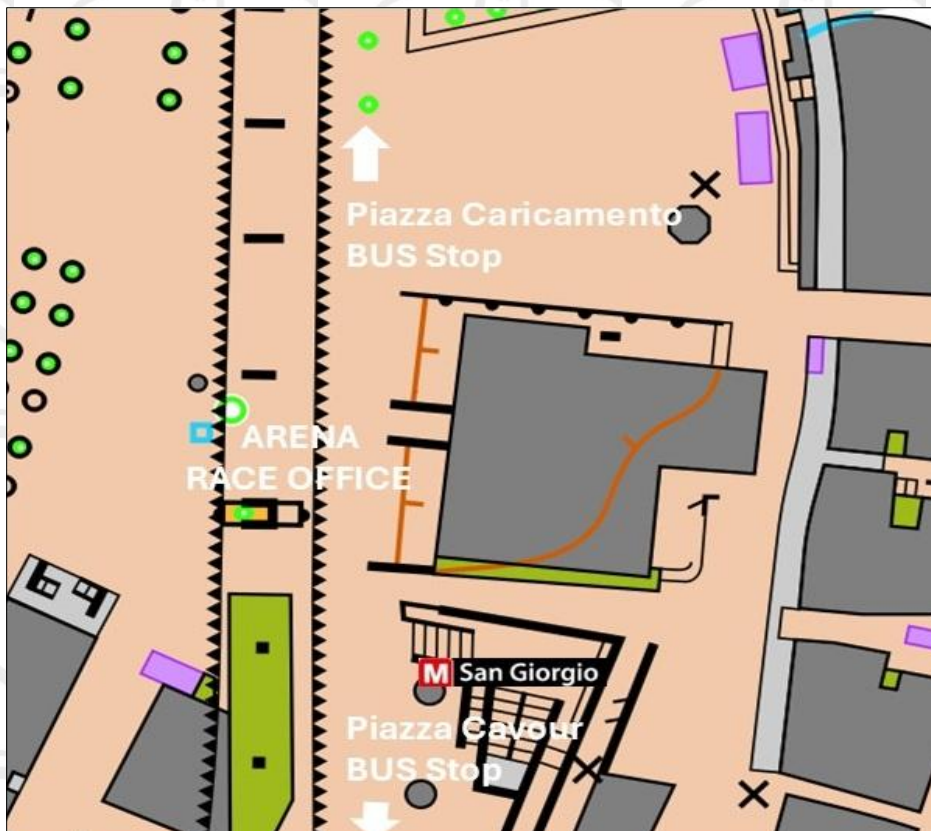 Piazza Caricamento
BUS Stop
ARENA
RACE OFFICE
M San Giorgio
Piazza Cavour
BUS Stop